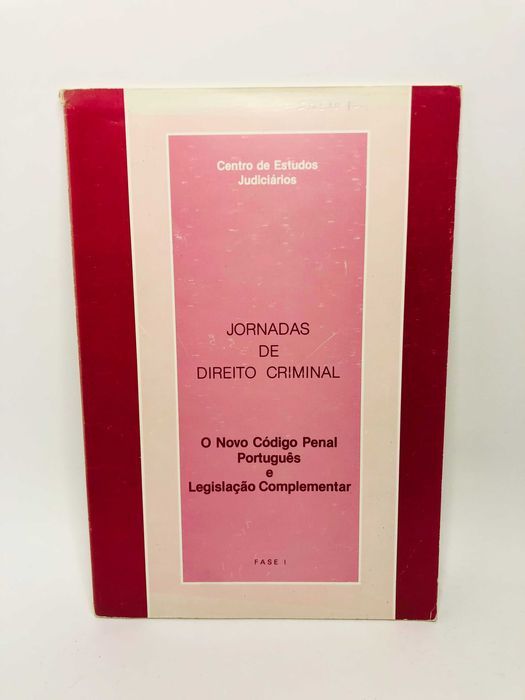 Centro de Estudos
Judiciários
JORNADAS
DE
DIREITO CRIMINAL
O Novo Código Penal
Português
e
Legislação Complementar
FASE I